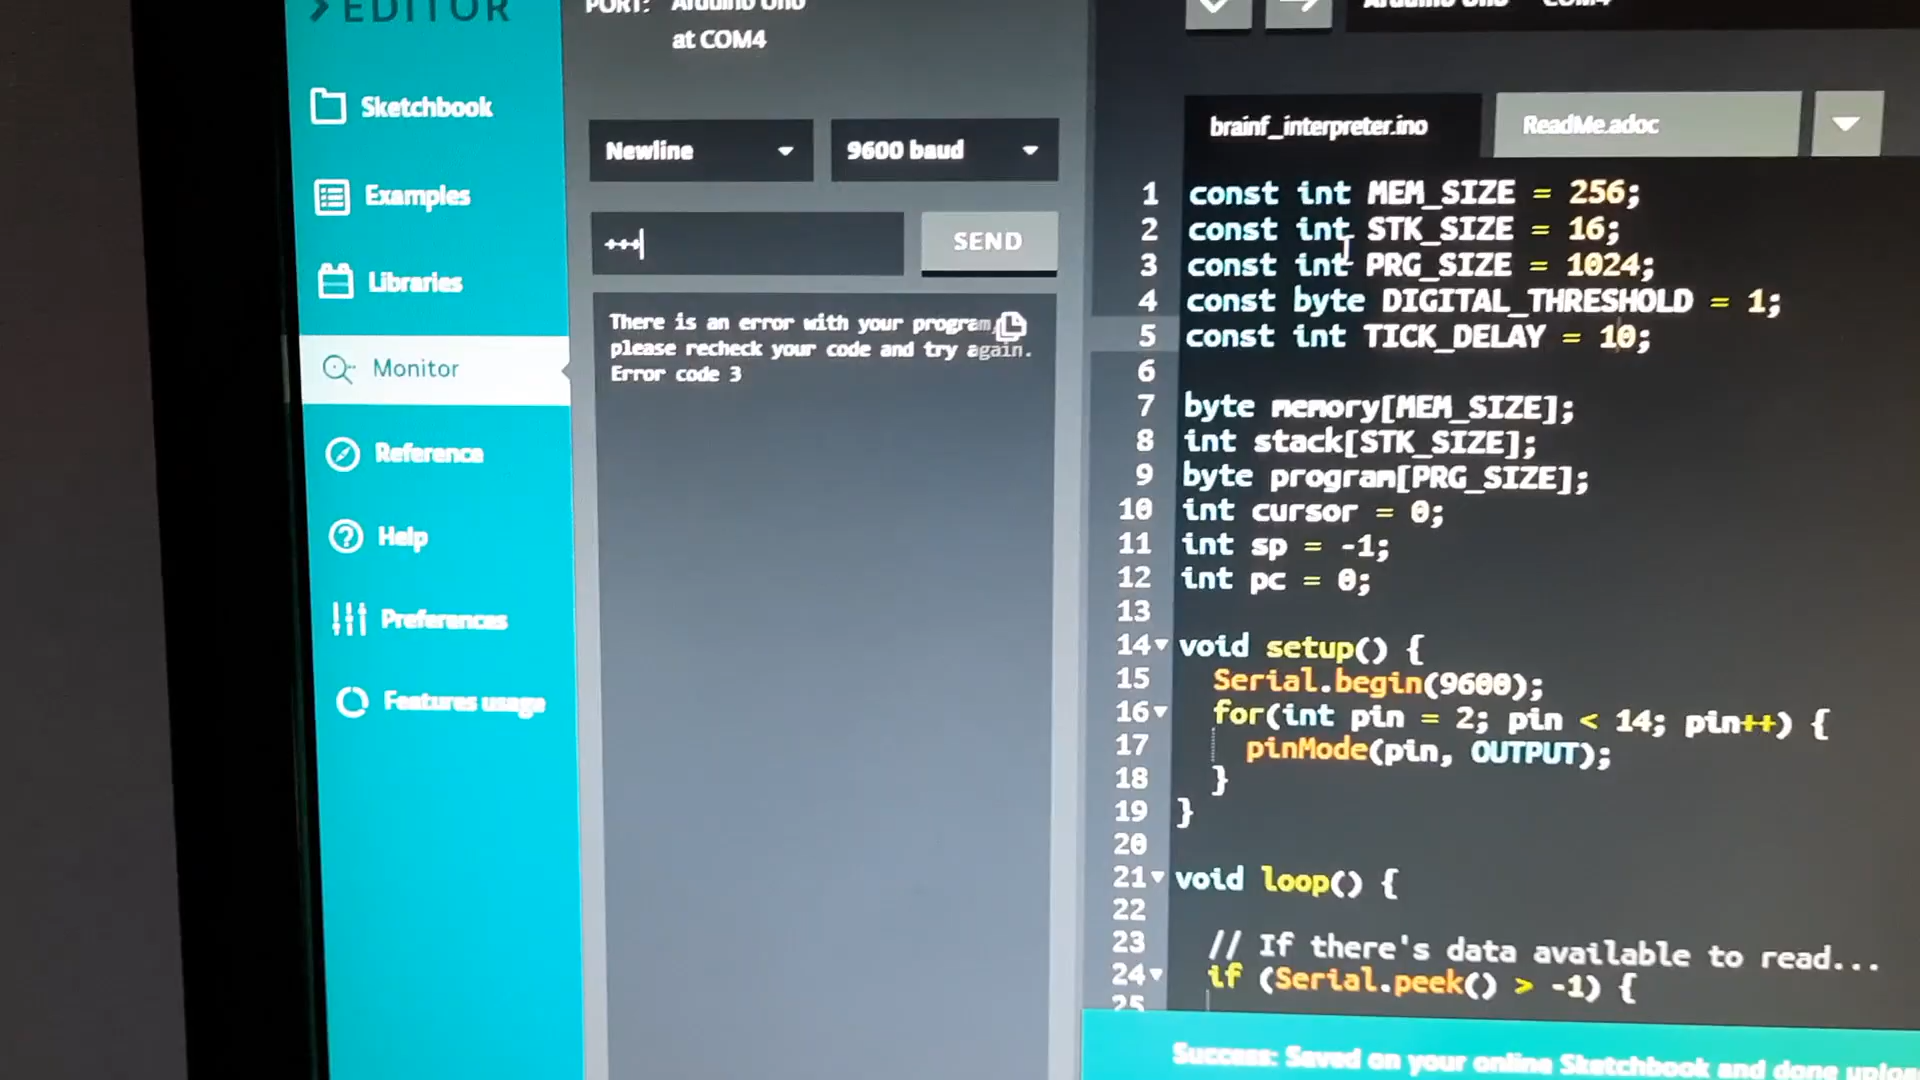 EDITOR
PORT: Arduino Uno
at COM4
Sketchbook
Examples
Libraries
Monitor
Reference
Help
Preferences
Features usage
Newline
9600 baud
+++
SEND
There is an error with your program,
please recheck your code and try again.
Error code 3
Arduino Uno COM4
brainf_interpreter.ino
ReadMe.adoc
1 const int MEM_SIZE = 256;
2 const int STK_SIZE = 16;
3 const int PRG_SIZE = 1024;
4 const byte DIGITAL_THRESHOLD = 1;
5 const int TICK_DELAY = 10;
6
7 byte memory[MEM_SIZE];
8 int stack[STK_SIZE];
9 byte program[PRG_SIZE];
10 int cursor = 0;
11 int sp = -1;
12 int pc = 0;
13
14 void setup() {
15 Serial.begin(9600);
16 for(int pin = 2; pin < 14; pin++) {
17 pinMode(pin, OUTPUT);
18 }
19 }
20
21 void loop() {
22
23 // If there's data available to read...
24 if (Serial.peek() > -1) {
25
Success: Saved on your online Sketchbook and done